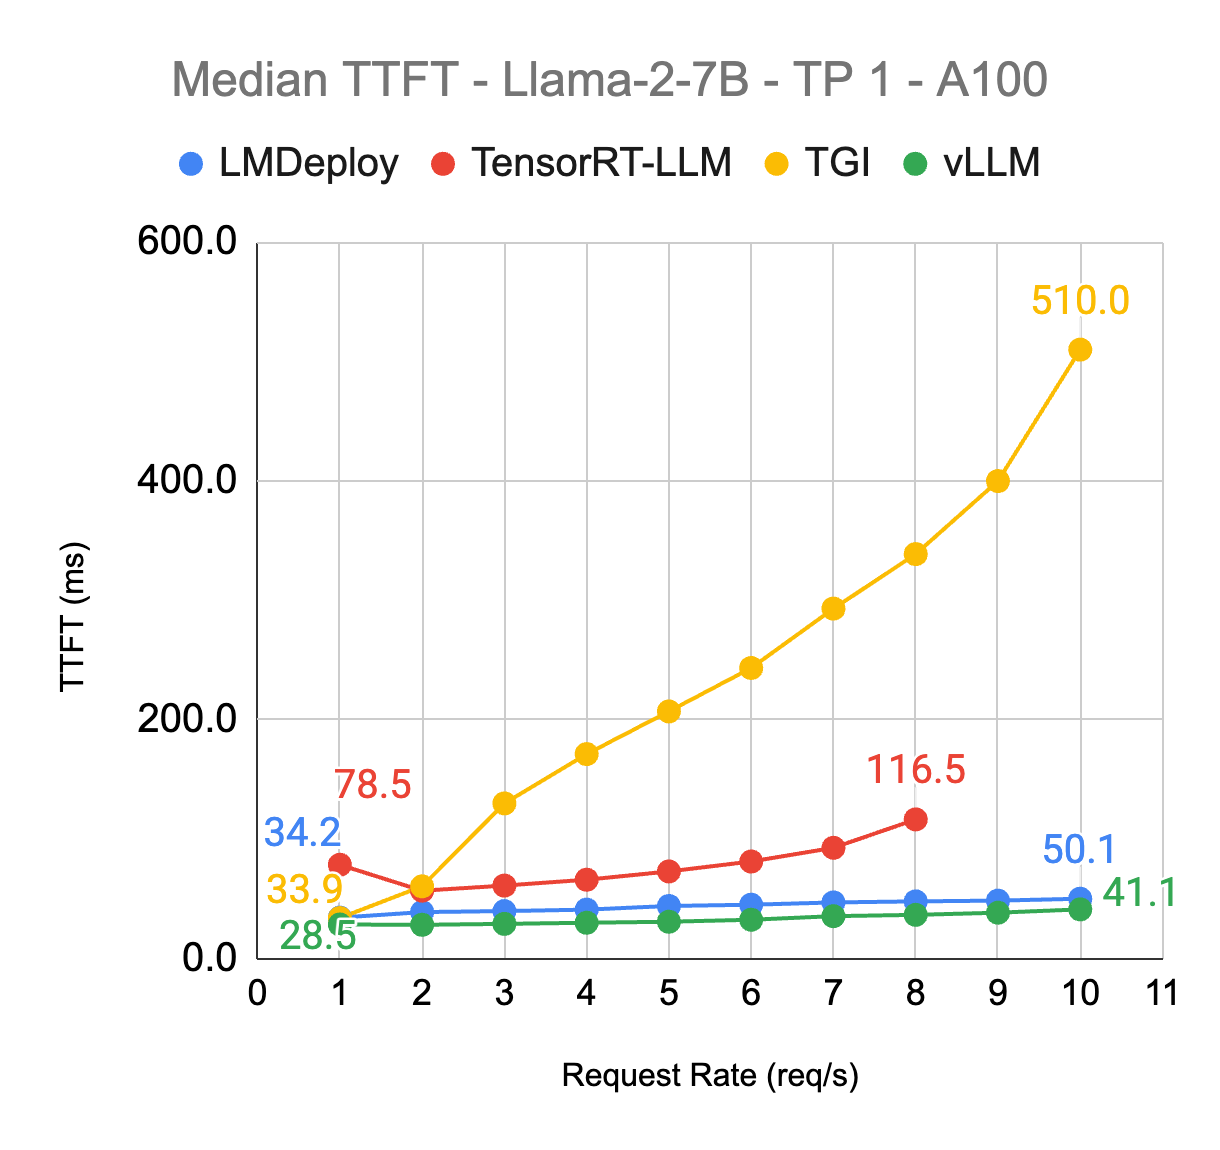 Median TTFT - Llama-2-7B - TP 1 - A100
LMDeploy TensorRT-LLM TGI vLLM
600.0
510.0
400.0
TTFT (ms)
200.0
78.5
116.5
34.2
50.1
33.9
41.1
28.5
0.0
0 1 2 3 4 5 6 7 8 9 10 11
Request Rate (req/s)